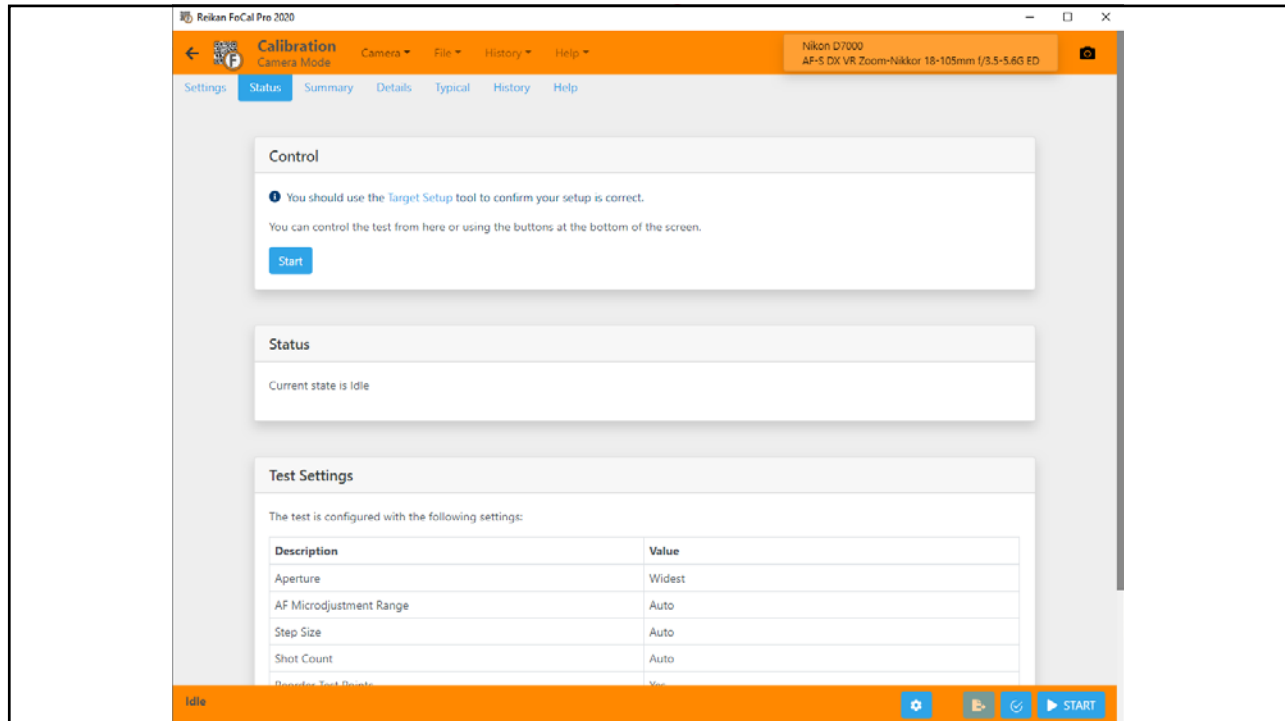 Reikan FoCal Pro 2020
Calibration
Camera Mode
Camera File History Help
Nikon D7000
AF-S DX VR Zoom-Nikkor 18-105mm f/3.5-5.6G ED
Settings Status Summary Details Typical History Help
Control
You should use the Target Setup tool to confirm your setup is correct.
You can control the test from here or using the buttons at the bottom of the screen.
Start
Status
Current state is Idle
Test Settings
The test is configured with the following settings:
Description Value
Aperture Widest
AF Microdjustment Range Auto
Step Size Auto
Shot Count Auto
Reorder Test Points Yes
Idle
START